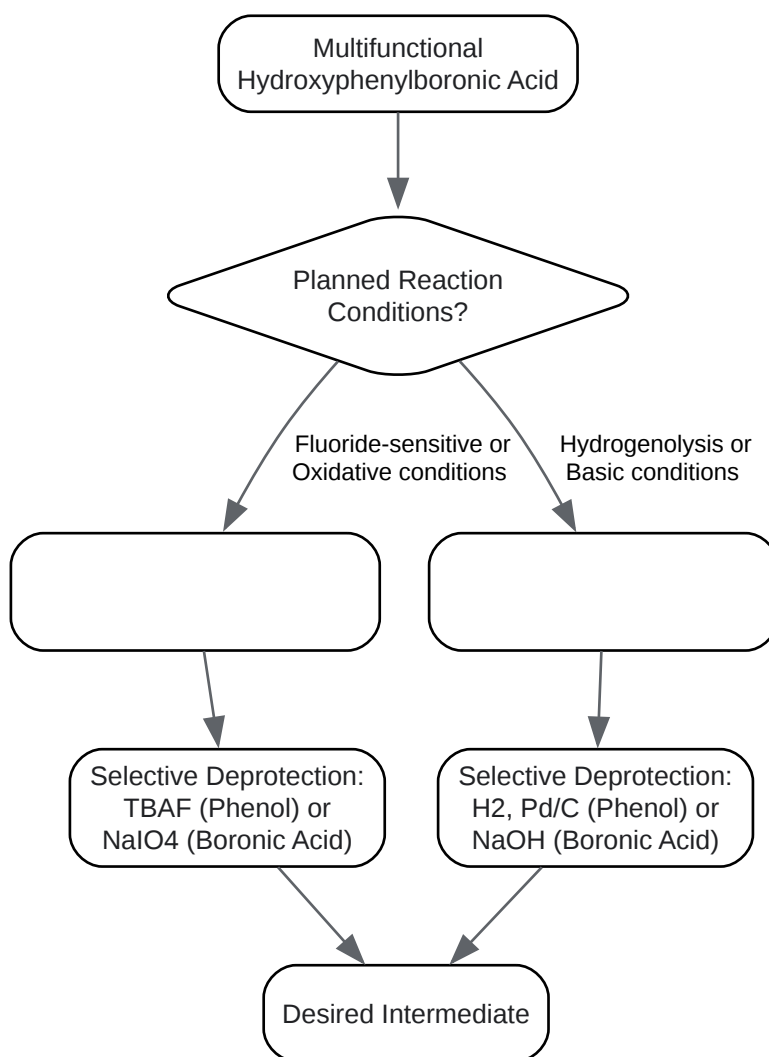 Multifunctional
Hydroxyphenylboronic Acid
Planned Reaction
Conditions?
Fluoride-sensitive or
Oxidative conditions
Hydrogenolysis or
Basic conditions
Selective Deprotection:
TBAF (Phenol) or
NaIO4 (Boronic Acid)
Selective Deprotection:
H2, Pd/C (Phenol) or
NaOH (Boronic Acid)
Desired Intermediate